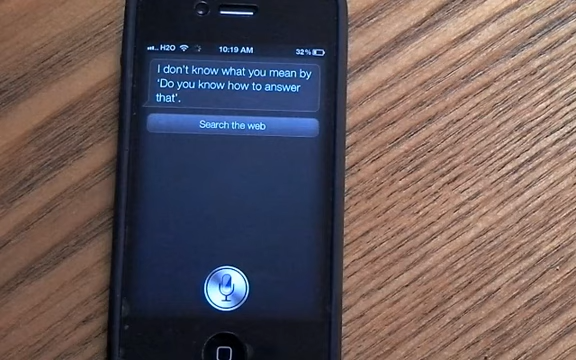 H2O 10:19 AM 32%
I don't know what you mean by
'Do you know how to answer
that'.
Search the web